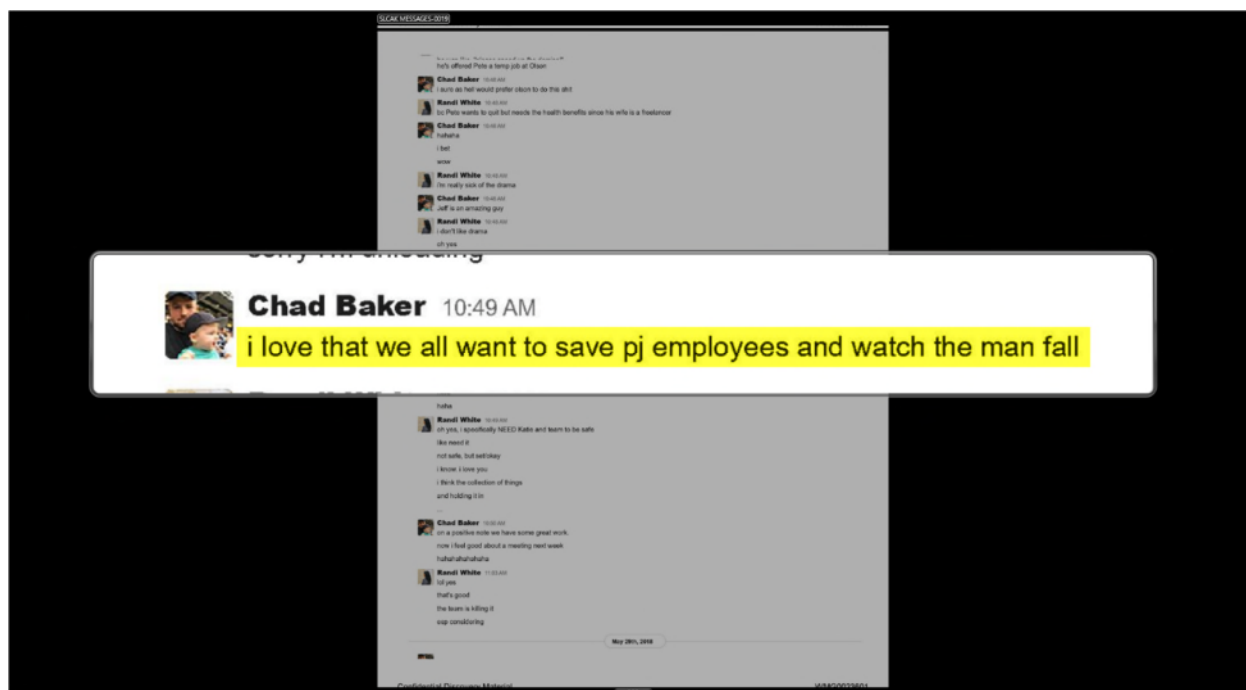 SLCAK MESSAGES-0019
he's offered Pete a temp job at Olsen
Chad Baker 10:48 AM
i sure as hell would prefer olson to do this shit
Randi White 10:48 AM
bc Pete wants to quit but needs the health benefits since his wife is a freelancer
Chad Baker 10:48 AM
hahaha
i bet
wow
Randi White 10:48 AM
i'm really sick of the drama
Chad Baker 10:48 AM
Jeff is an amazing guy
Randi White 10:48 AM
i don't like drama
oh yea
sorry i'm unloading
Chad Baker 10:49 AM
i love that we all want to save pj employees and watch the man fall
haha
Randi White
oh yes, i specifically NEED Katie and team to be safe
like need it
not safe, but set/okay
i know. i love you
i think the collection of things
and holding it in
...
Chad Baker
on a positive note we have some great work.
now i feel good about a meeting next week
hahahahahahaha
Randi White
lol yes
that's good
the team is killing it
esp considering
Confidential Discovery Material